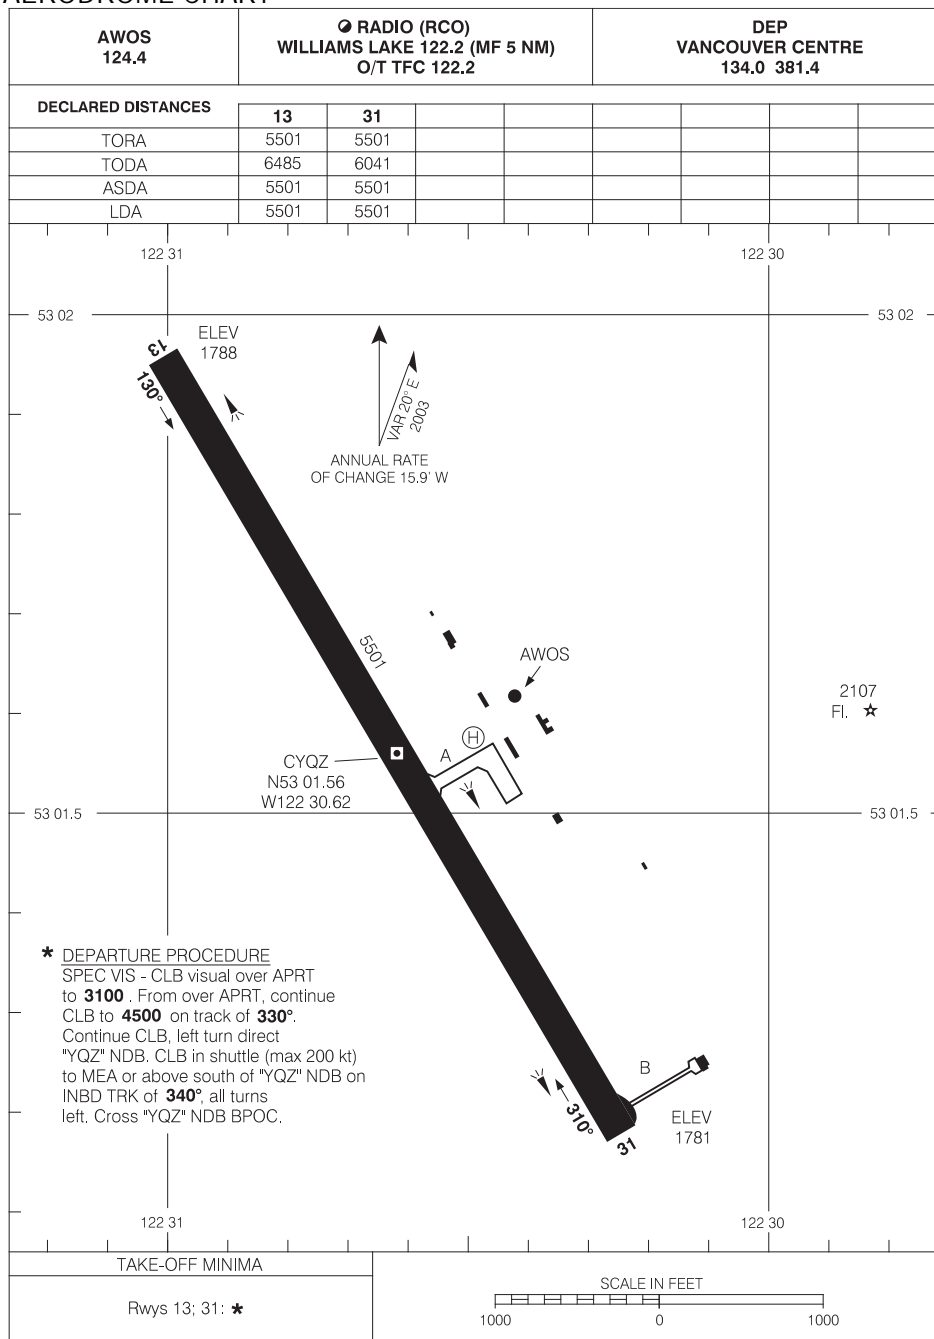 AERODROME CHART
AWOS
124.4
RADIO (RCO)
WILLIAMS LAKE 122.2 (MF 5 NM)
O/T TFC 122.2
DEP
VANCOUVER CENTRE
134.0 381.4
DECLARED DISTANCES
13 31
TORA 5501 5501
TODA 6485 6041
ASDA 5501 5501
LDA 5501 5501
122 31
122 30
53 02
53 02
13
ELEV
1788
130°
VAR 20° E
2003
ANNUAL RATE
OF CHANGE 15.9' W
5501
AWOS
2107
Fl.
H
A
CYQZ
N53 01.56
W122 30.62
53 01.5
53 01.5
* DEPARTURE PROCEDURE
SPEC VIS - CLB visual over APRT
to 3100 . From over APRT, continue
CLB to 4500 on track of 330°.
Continue CLB, left turn direct
"YQZ" NDB. CLB in shuttle (max 200 kt)
to MEA or above south of "YQZ" NDB on
INBD TRK of 340°, all turns
left. Cross "YQZ" NDB BPOC.
B
310°
31
ELEV
1781
122 31
122 30
TAKE-OFF MINIMA
Rwys 13; 31: *
SCALE IN FEET
1000 0 1000